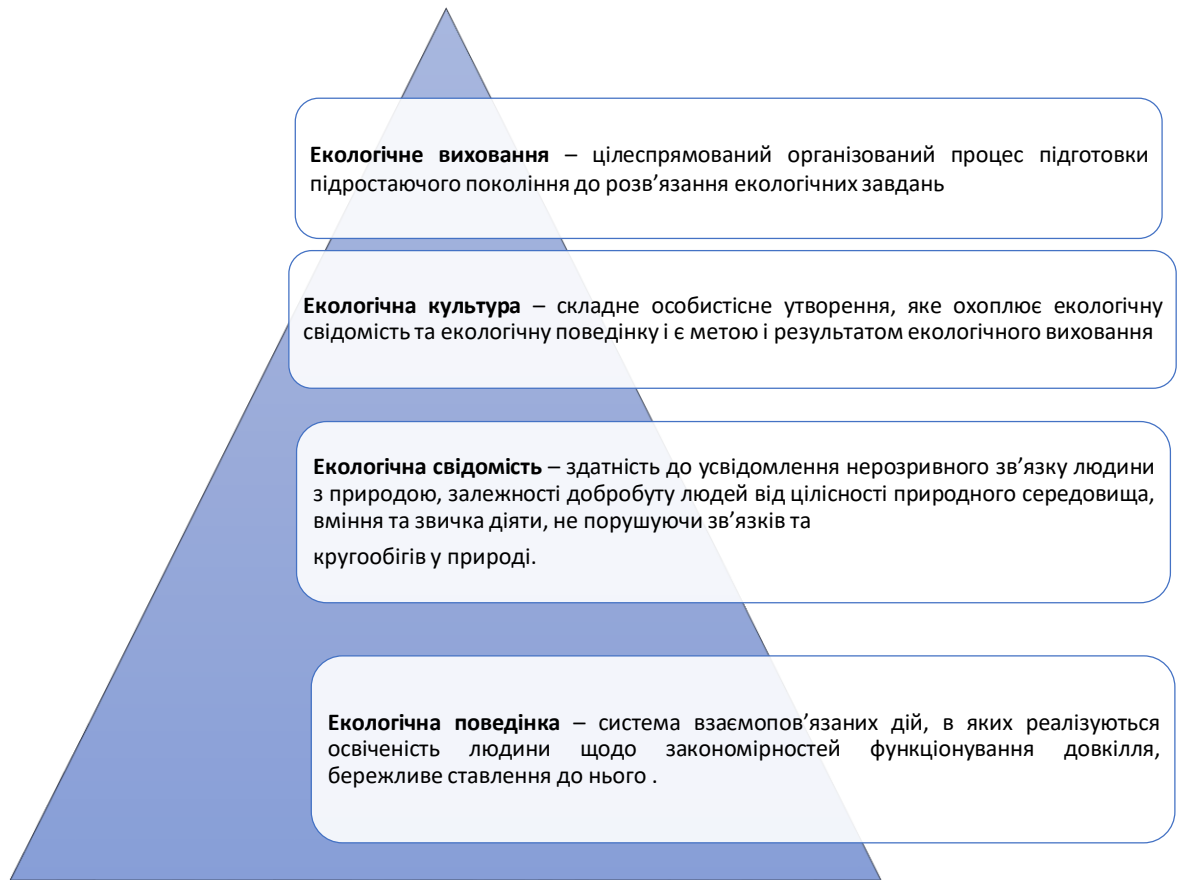 Екологічне виховання – цілеспрямований організований процес підготовки
підростаючого покоління до розв’язання екологічних завдань
Екологічна культура – складне особистісне утворення, яке охоплює екологічну
свідомість та екологічну поведінку і є метою і результатом екологічного виховання
Екологічна свідомість – здатність до усвідомлення нерозривного зв’язку людини
з природою, залежності добробуту людей від цілісності природного середовища,
вміння та звичка діяти, не порушуючи зв’язків та
кругообігів у природі.
Екологічна поведінка – система взаємопов’язаних дій, в яких реалізуються
освіченість людини щодо закономірностей функціонування довкілля,
бережливе ставлення до нього .